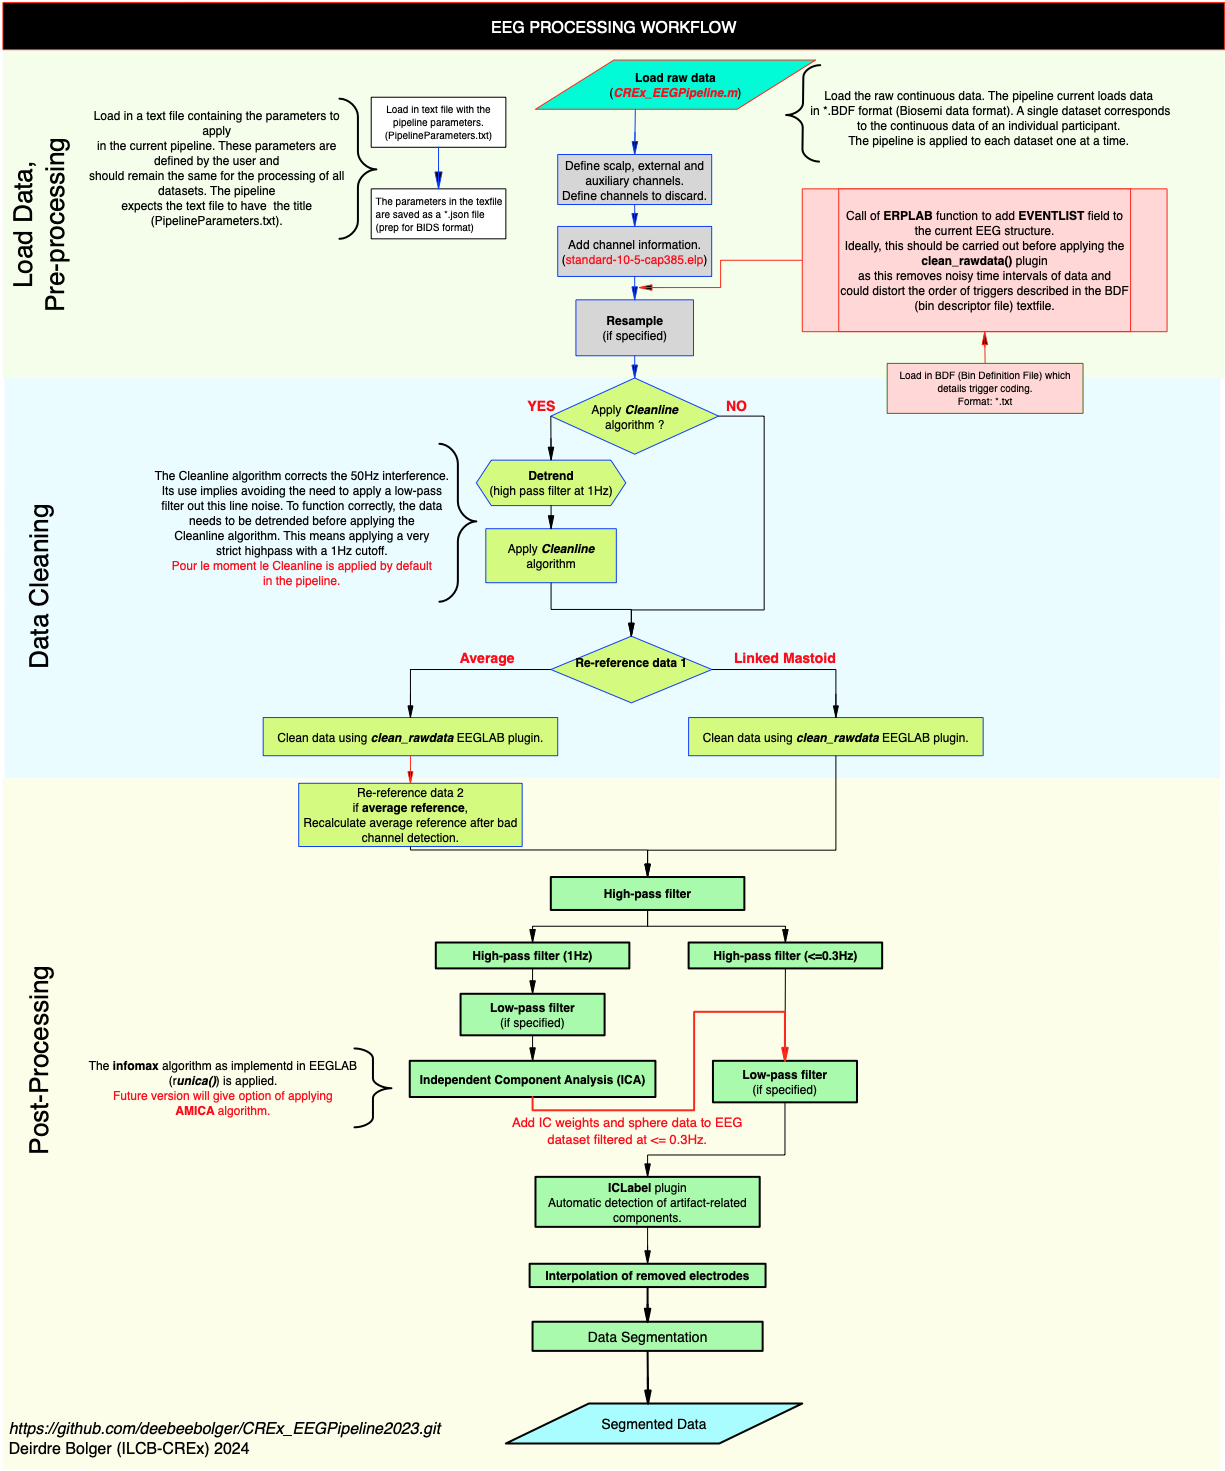 EEG PROCESSING WORKFLOW
Load Data,
Pre-processing
Load in a text file containing the parameters to
apply
in the current pipeline. These parameters are
defined by the user and
should remain the same for the processing of all
datasets. The pipeline
expects the text file to have the title
(PipelineParameters.txt).
Load in text file with the
pipeline parameters.
(PipelineParameters.txt)
The parameters in the texfile
are saved as a *.json file
(prep for BIDS format)
Load raw data
(CREx_EEGPipeline.m)
Load the raw continuous data. The pipeline current loads data
in *.BDF format (Biosemi data format). A single dataset corresponds
to the continuous data of an individual participant.
The pipeline is applied to each dataset one at a time.
Define scalp, external and
auxiliary channels.
Define channels to discard.
Add channel information.
(standard-10-5-cap385.elp)
Call of ERPLAB function to add EVENTLIST field to
the current EEG structure.
Ideally, this should be carried out before applying the
clean_rawdata() plugin
as this removes noisy time intervals of data and
could distort the order of triggers described in the BDF
(bin descriptor file) textfile.
Resample
(if specified)
Load in BDF (Bin Definition File) which
details trigger coding.
Format: *.txt
Data Cleaning
YES
Apply Cleanline
algorithm ?
NO
The Cleanline algorithm corrects the 50Hz interference.
Its use implies avoiding the need to apply a low-pass
filter out this line noise. To function correctly, the data
needs to be detrended before applying the
Cleanline algorithm. This means applying a very
strict highpass with a 1Hz cutoff.
Pour le moment le Cleanline is applied by default
in the pipeline.
Detrend
(high pass filter at 1Hz)
Apply Cleanline
algorithm
Average
Re-reference data 1
Linked Mastoid
Clean data using clean_rawdata EEGLAB plugin.
Clean data using clean_rawdata EEGLAB plugin.
Post-Processing
Re-reference data 2
if average reference,
Recalculate average reference after bad
channel detection.
High-pass filter
High-pass filter (1Hz)
High-pass filter (<=0.3Hz)
Low-pass filter
(if specified)
The infomax algorithm as implementd in EEGLAB
(runica()) is applied.
Future version will give option of applying
AMICA algorithm.
Independent Component Analysis (ICA)
Low-pass filter
(if specified)
Add IC weights and sphere data to EEG
dataset filtered at <= 0.3Hz.
ICLabel plugin
Automatic detection of artifact-related
components.
Interpolation of removed electrodes
Data Segmentation
Segmented Data
https://github.com/deebeebolger/CREx_EEGPipeline2023.git
Deirdre Bolger (ILCB-CREx) 2024